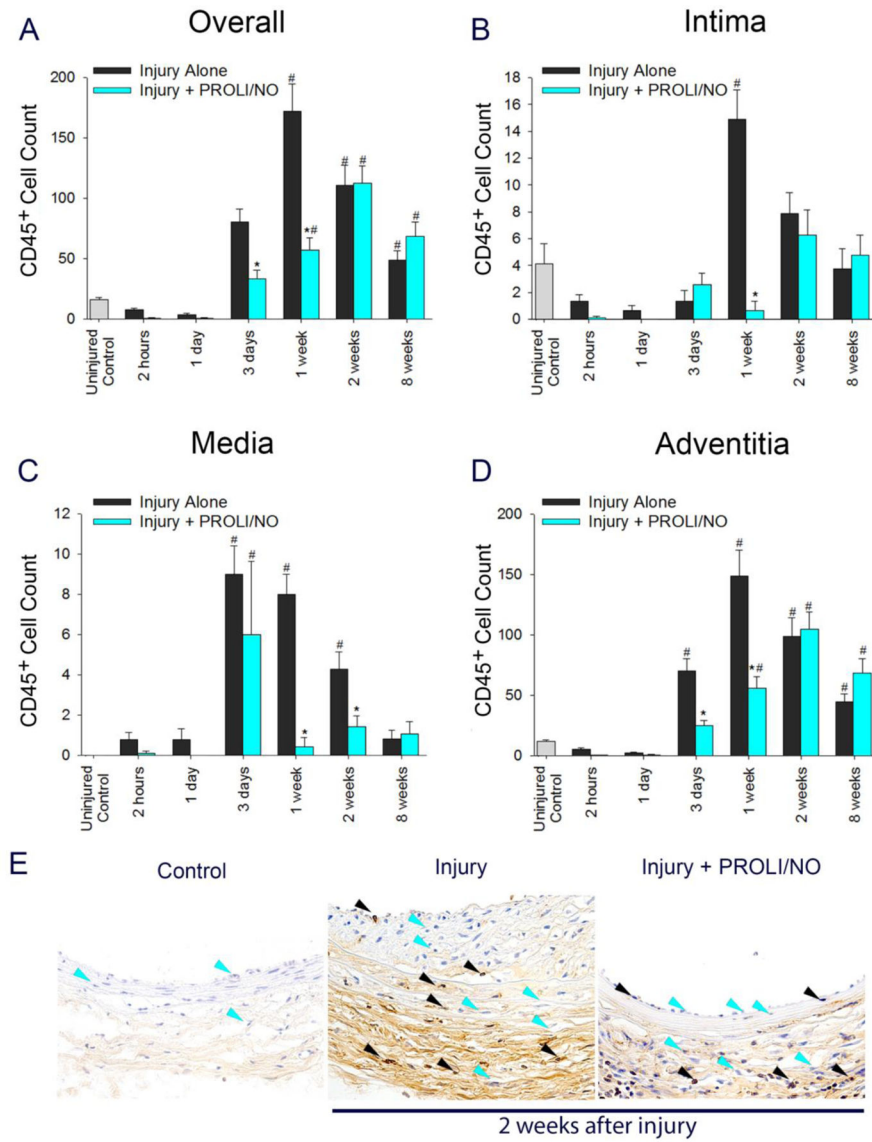 A
Overall
CD45+ Cell Count
200
150
100
50
0
Injury Alone
Injury + PROLI/NO
*
#
*#
#
#
#
#
Uninjured Control
2 hours
1 day
3 days
1 week
2 weeks
8 weeks
B
Intima
CD45+ Cell Count
18
16
14
12
10
8
6
4
2
0
Injury Alone
Injury + PROLI/NO
#
*
Uninjured Control
2 hours
1 day
3 days
1 week
2 weeks
8 weeks
C
Media
CD45+ Cell Count
12
10
8
6
4
2
0
Injury Alone
Injury + PROLI/NO
#
#
#
*
#
*
Uninjured Control
2 hours
1 day
3 days
1 week
2 weeks
8 weeks
D
Adventitia
CD45+ Cell Count
200
150
100
50
0
Injury Alone
Injury + PROLI/NO
#
*
#
*#
#
#
#
#
Uninjured Control
2 hours
1 day
3 days
1 week
2 weeks
8 weeks
E
Control
Injury
Injury + PROLI/NO
2 weeks after injury